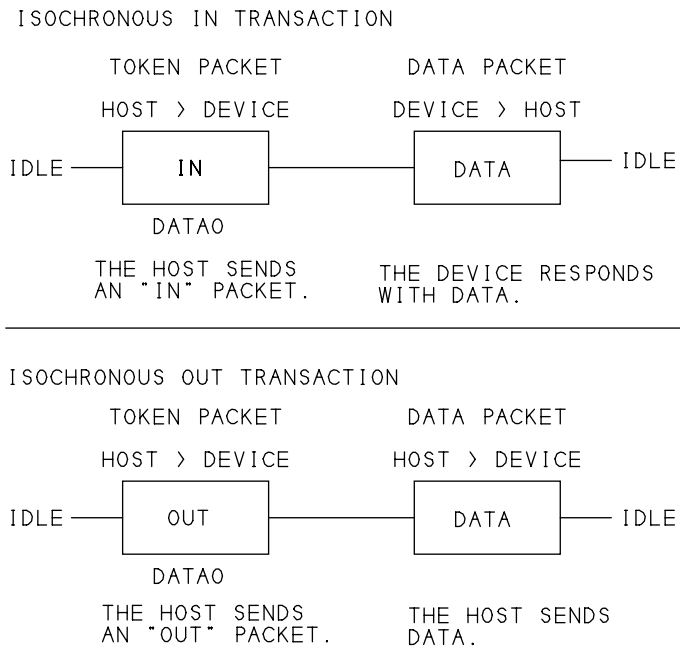 ISOCHRONOUS IN TRANSACTION
TOKEN PACKET DATA PACKET
HOST > DEVICE DEVICE > HOST
IDLE IN DATA IDLE
DATA0
THE HOST SENDS THE DEVICE RESPONDS
AN "IN" PACKET. WITH DATA.
ISOCHRONOUS OUT TRANSACTION
TOKEN PACKET DATA PACKET
HOST > DEVICE HOST > DEVICE
IDLE OUT DATA IDLE
DATA0
THE HOST SENDS THE HOST SENDS
AN "OUT" PACKET. DATA.